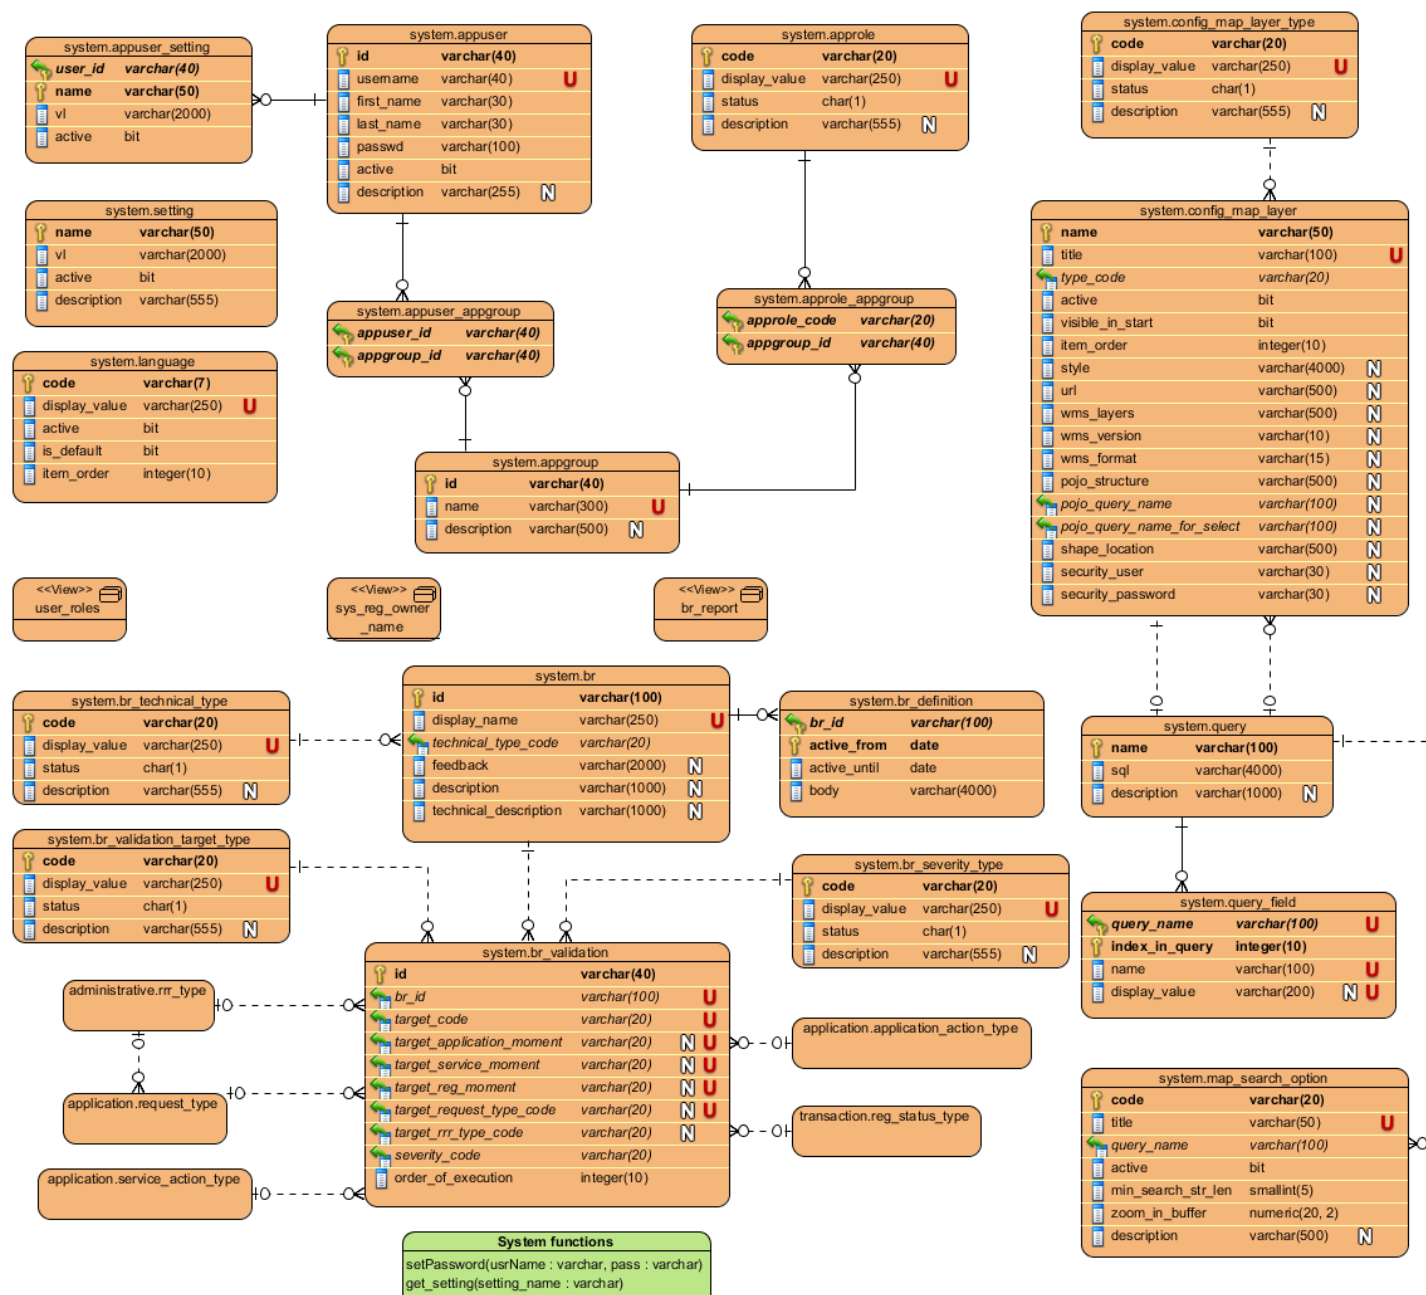 system.appuser_setting
user_id varchar(40)
name varchar(50)
vl varchar(2000)
active bit
system.appuser
id varchar(40)
username varchar(40) U
first_name varchar(30)
last_name varchar(30)
passwd varchar(100)
active bit
description varchar(255) N
system.approle
code varchar(20)
display_value varchar(250) U
status char(1)
description varchar(555) N
system.config_map_layer_type
code varchar(20)
display_value varchar(250) U
status char(1)
description varchar(555) N
system.setting
name varchar(50)
vl varchar(2000)
active bit
description varchar(555)
system.appuser_appgroup
appuser_id varchar(40)
appgroup_id varchar(40)
system.approle_appgroup
approle_code varchar(20)
appgroup_id varchar(40)
system.config_map_layer
name varchar(50)
title varchar(100) U
type_code varchar(20)
active bit
visible_in_start bit
item_order integer(10)
style varchar(4000) N
url varchar(500) N
wms_layers varchar(500) N
wms_version varchar(10) N
wms_format varchar(15) N
pojo_structure varchar(500) N
pojo_query_name varchar(100) N
pojo_query_name_for_select varchar(100) N
shape_location varchar(500) N
security_user varchar(30) N
security_password varchar(30) N
system.language
code varchar(7)
display_value varchar(250) U
active bit
is_default bit
item_order integer(10)
system.appgroup
id varchar(40)
name varchar(300) U
description varchar(500) N
<<View>>
user_roles
<<View>>
sys_reg_owner
_name
<<View>>
br_report
system.br_technical_type
code varchar(20)
display_value varchar(250) U
status char(1)
description varchar(555) N
system.br
id varchar(100)
display_name varchar(250) U
technical_type_code varchar(20)
feedback varchar(2000) N
description varchar(1000) N
technical_description varchar(1000) N
system.br_definition
br_id varchar(100)
active_from date
active_until date
body varchar(4000)
system.query
name varchar(100)
sql varchar(4000)
description varchar(1000) N
system.br_validation_target_type
code varchar(20)
display_value varchar(250) U
status char(1)
description varchar(555) N
system.br_severity_type
code varchar(20)
display_value varchar(250) U
status char(1)
description varchar(555) N
system.query_field
query_name varchar(100) U
index_in_query integer(10)
name varchar(100) U
display_value varchar(200) N U
system.br_validation
id varchar(40)
br_id varchar(100) U
target_code varchar(20) U
target_application_moment varchar(20) N U
target_service_moment varchar(20) N U
target_reg_moment varchar(20) N U
target_request_type_code varchar(20) N U
target_rrr_type_code varchar(20) N
severity_code varchar(20)
order_of_execution integer(10)
administrative.rrr_type
application.request_type
application.service_action_type
application.application_action_type
transaction.reg_status_type
system.map_search_option
code varchar(20)
title varchar(50) U
query_name varchar(100)
active bit
min_search_str_len smallint(5)
zoom_in_buffer numeric(20, 2)
description varchar(500) N
System functions
setPassword(usrName : varchar, pass : varchar)
get_setting(setting_name : varchar)